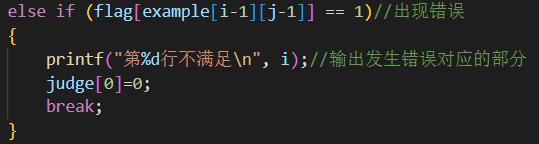 else if (flag[example[i-1][j-1]] == 1)//出现错误
{
printf("第%d行不满足\n", i);//输出发生错误对应的部分
judge[0]=0;
break;
}